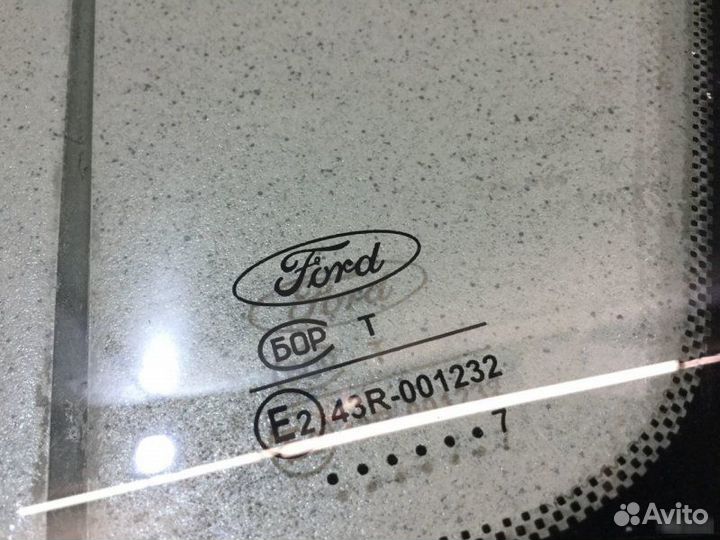 Ford
БОР T
E2 43R-001232
...... 7
Avito